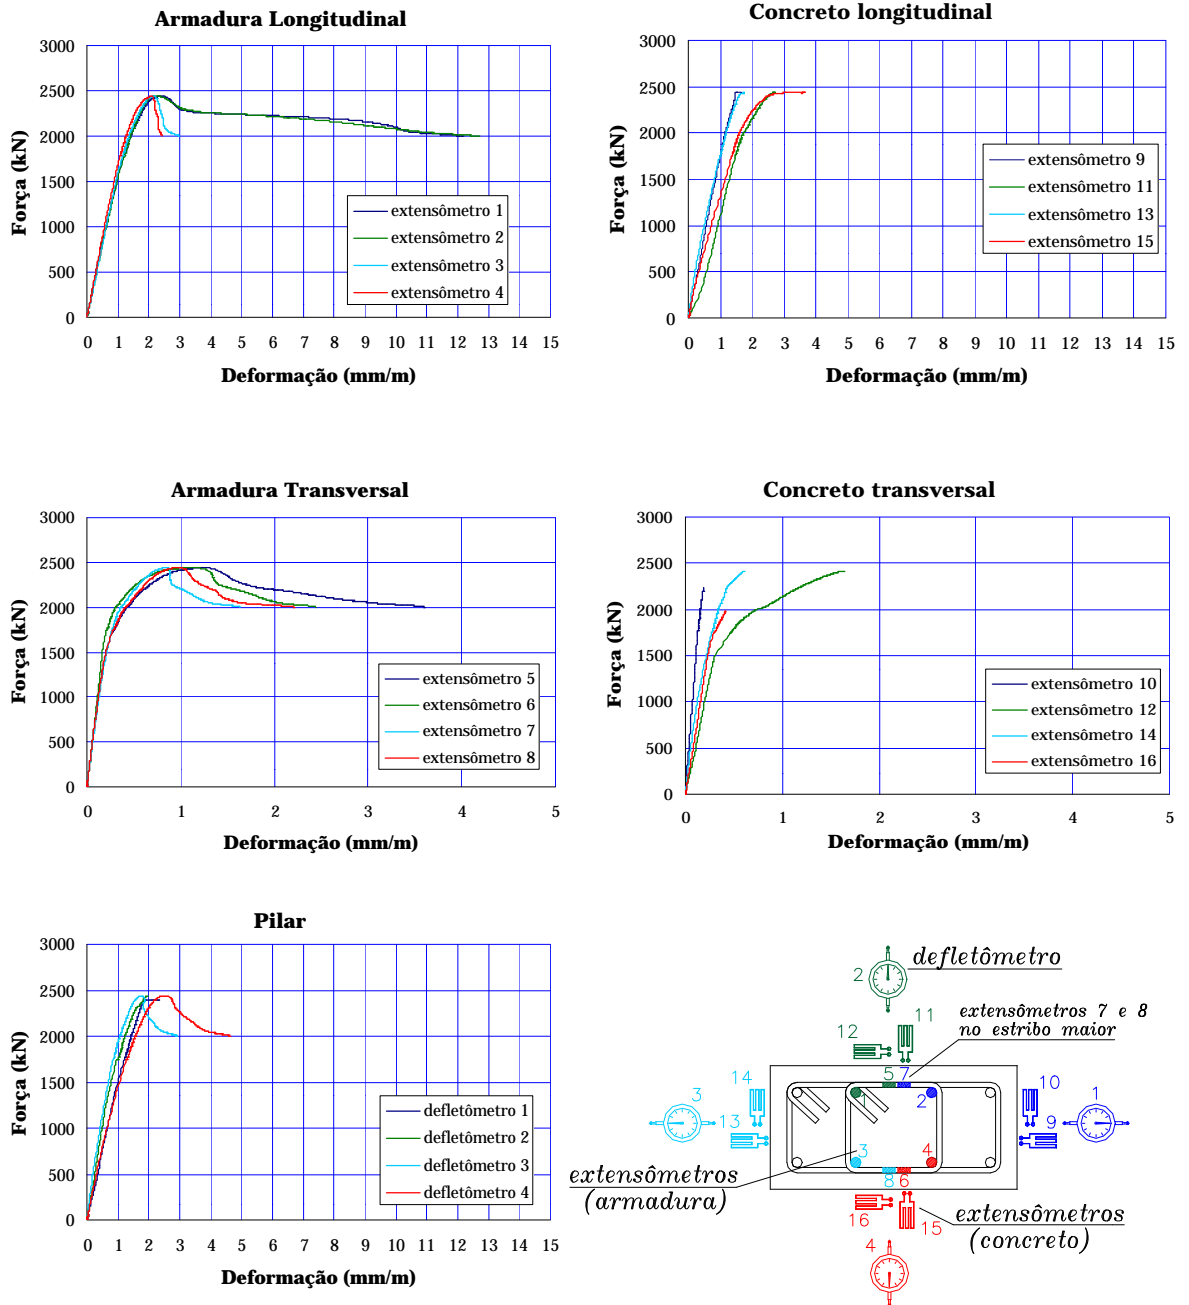 Armadura Longitudinal
3000
2500
2000
1500
1000
500
0
0 1 2 3 4 5 6 7 8 9 10 11 12 13 14 15
Força (kN)
Deformação (mm/m)
extensômetro 1
extensômetro 2
extensômetro 3
extensômetro 4
Concreto longitudinal
3000
2500
2000
1500
1000
500
0
0 1 2 3 4 5 6 7 8 9 10 11 12 13 14 15
Força (kN)
Deformação (mm/m)
extensômetro 9
extensômetro 11
extensômetro 13
extensômetro 15
Armadura Transversal
3000
2500
2000
1500
1000
500
0
0 1 2 3 4 5
Força (kN)
Deformação (mm/m)
extensômetro 5
extensômetro 6
extensômetro 7
extensômetro 8
Concreto transversal
3000
2500
2000
1500
1000
500
0
0 1 2 3 4 5
Força (kN)
Deformação (mm/m)
extensômetro 10
extensômetro 12
extensômetro 14
extensômetro 16
Pilar
3000
2500
2000
1500
1000
500
0
0 1 2 3 4 5 6 7 8 9 10 11 12 13 14 15
Força (kN)
Deformação (mm/m)
defletômetro 1
defletômetro 2
defletômetro 3
defletômetro 4
defletômetro
2
extensômetros 7 e 8
no estribo maior
11
12
5 7
14
10
3
1
1
2
13
9
3
4
8 6
extensômetros
(armadura)
16
15
extensômetros
(concreto)
4